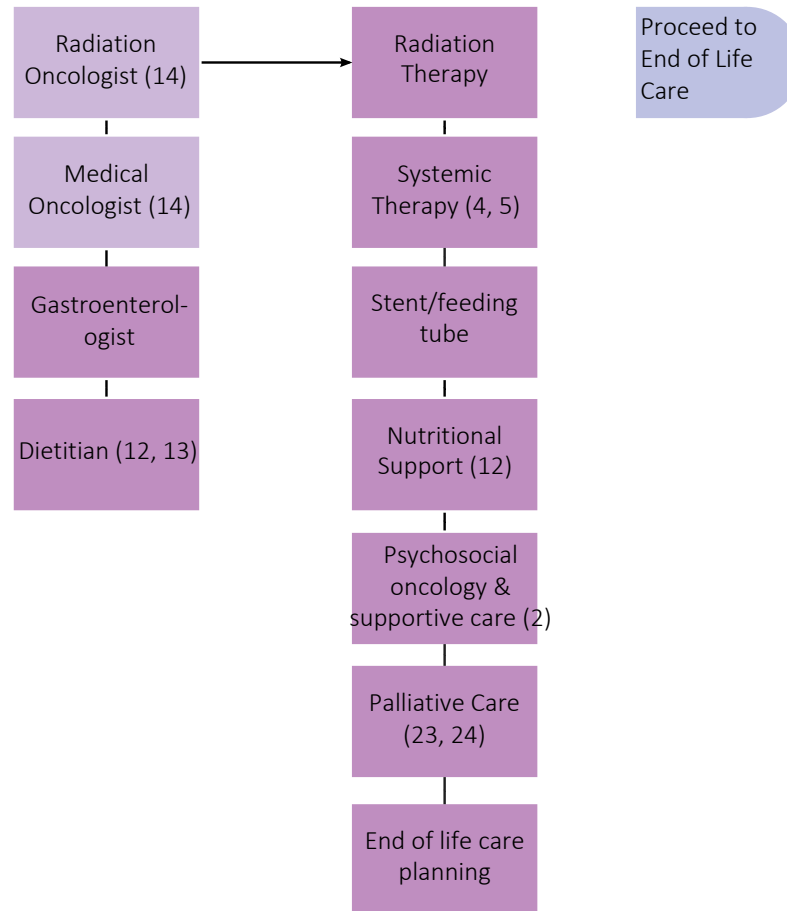 Radiation
Oncologist (14)
Medical
Oncologist (14)
Gastroenterol-
ogist
Dietitian (12, 13)
Radiation
Therapy
Systemic
Therapy (4, 5)
Stent/feeding
tube
Nutritional
Support (12)
Psychosocial
oncology &
supportive care (2)
Palliative Care
(23, 24)
End of life care
planning
Proceed to
End of Life
Care